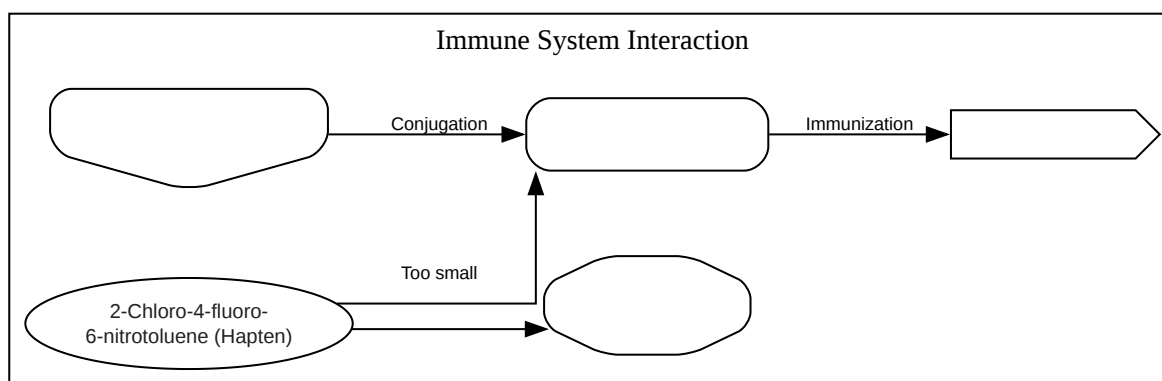 Immune System Interaction
Conjugation
Immunization
Too small
2-Chloro-4-fluoro-
6-nitrotoluene (Hapten)